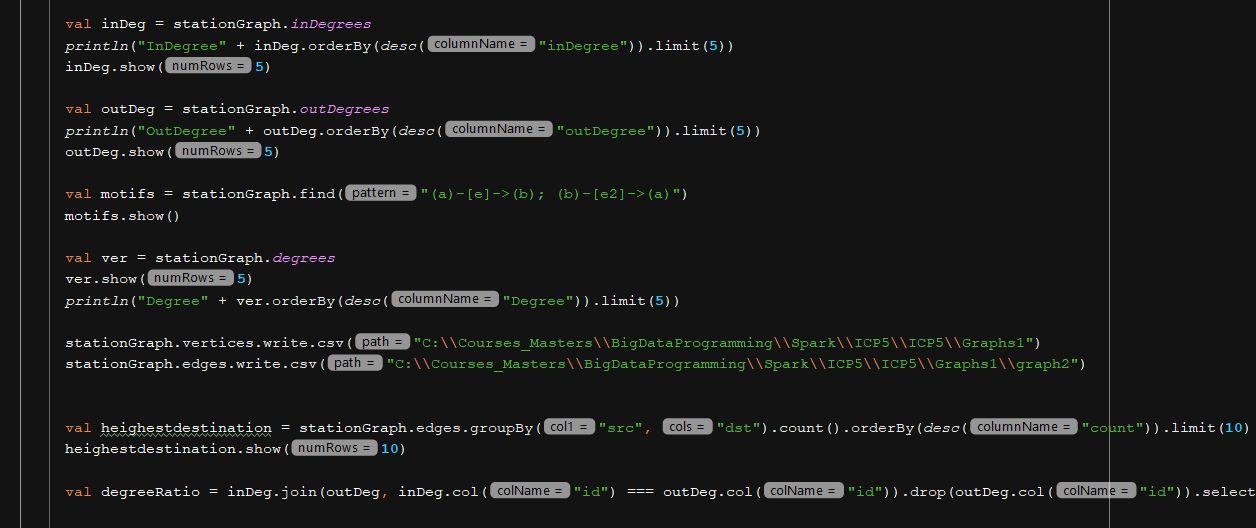 val inDeg = stationGraph.inDegrees
println("InDegree" + inDeg.orderBy(desc( columnName = "inDegree")).limit(5))
inDeg.show( numRows = 5)
val outDeg = stationGraph.outDegrees
println("OutDegree" + outDeg.orderBy(desc( columnName = "outDegree")).limit(5))
outDeg.show( numRows = 5)
val motifs = stationGraph.find( pattern = "(a)-[e]->(b); (b)-[e2]->(a)")
motifs.show()
val ver = stationGraph.degrees
ver.show( numRows = 5)
println("Degree" + ver.orderBy(desc( columnName = "Degree")).limit(5))
stationGraph.vertices.write.csv( path = "C:\\Courses_Masters\\BigDataProgramming\\Spark\\ICP5\\ICP5\\Graphs1")
stationGraph.edges.write.csv( path = "C:\\Courses_Masters\\BigDataProgramming\\Spark\\ICP5\\ICP5\\Graphs1\\graph2")
val heighestdestination = stationGraph.edges.groupBy( col1 = "src", cols = "dst").count().orderBy(desc( columnName = "count")).limit(10)
heighestdestination.show( numRows = 10)
val degreeRatio = inDeg.join(outDeg, inDeg.col( colName = "id") === outDeg.col( colName = "id")).drop(outDeg.col( colName = "id")).select